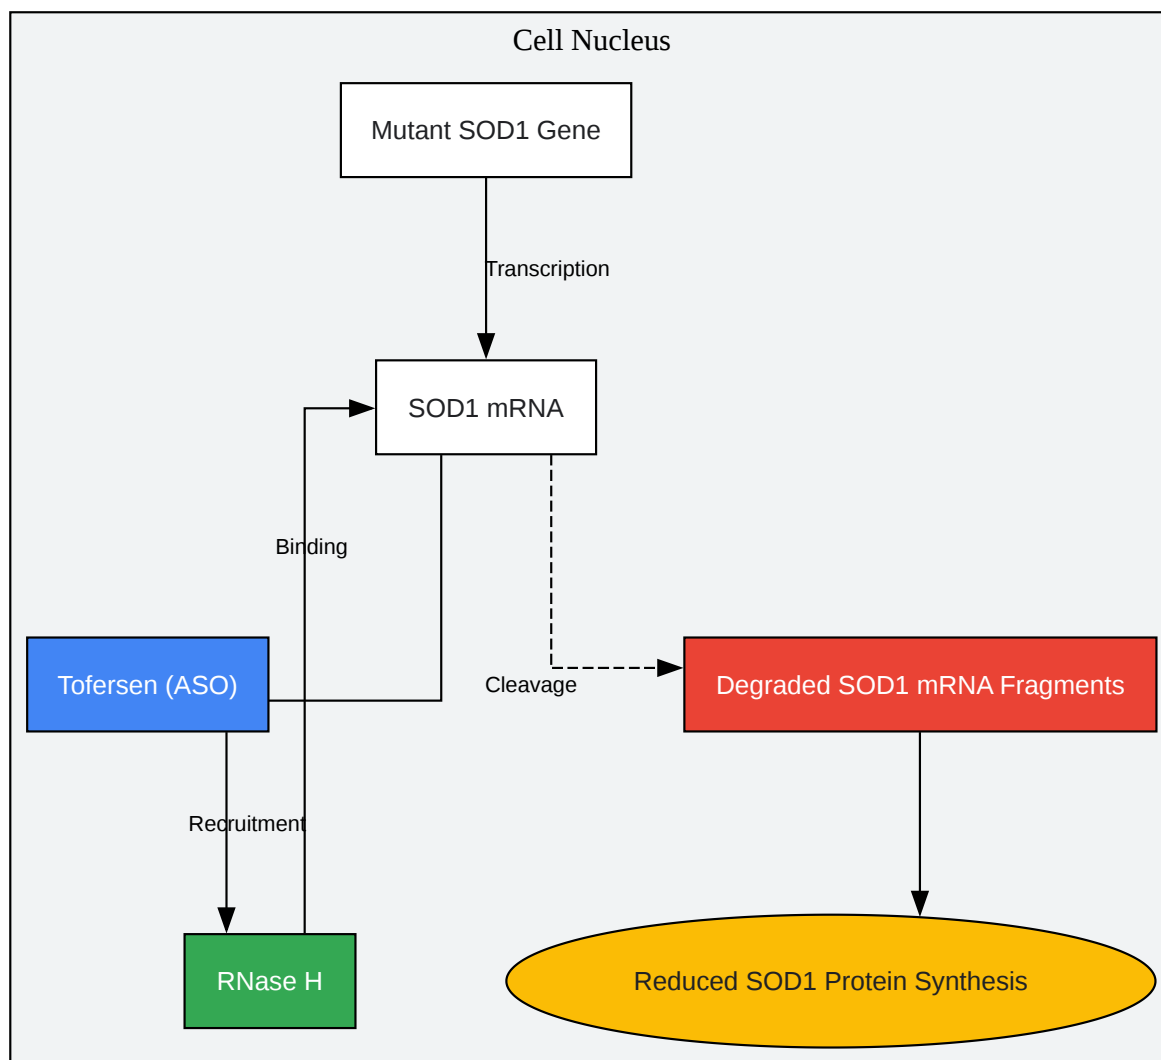 Cell Nucleus
Mutant SOD1 Gene
Transcription
SOD1 mRNA
Binding
Tofersen (ASO)
Cleavage
Degraded SOD1 mRNA Fragments
Recruitment
RNase H
Reduced SOD1 Protein Synthesis